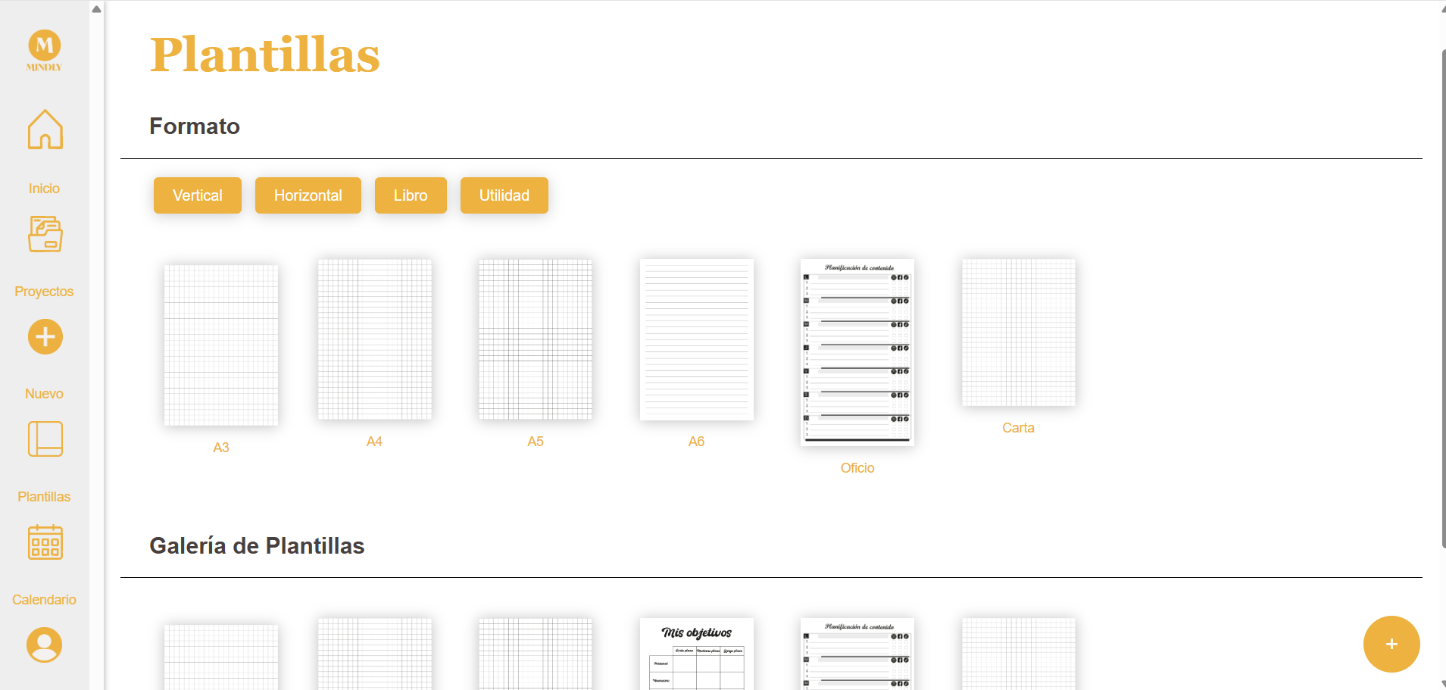 M
MINDLY
Inicio
Proyectos
Nuevo
Plantillas
Calendario
Plantillas
Formato
Vertical
Horizontal
Libro
Utilidad
A3
A4
A5
A6
Planificación de contenido
Oficio
Carta
Galería de Plantillas
Mis objetivos
Planificación de contenido
+